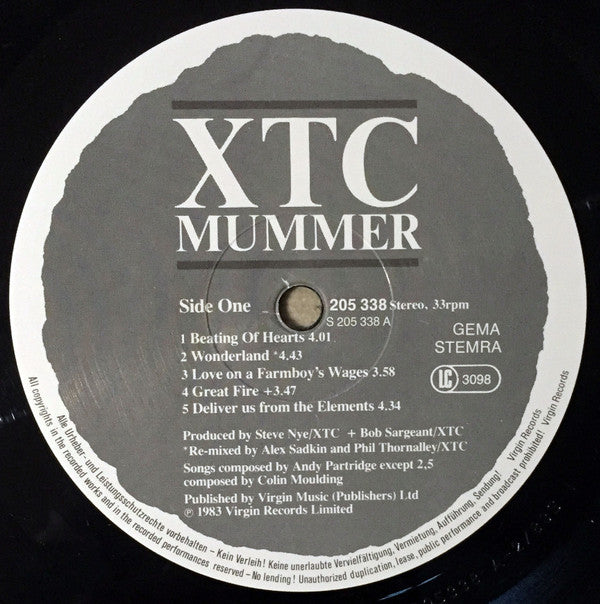 XTC
MUMMER
Side One
205 338 Stereo, 33rpm
S 205 338 A
GEMA
STEMRA
LC 3098
1 Beating Of Hearts 4.01
2 Wonderland *4.43
3 Love on a Farmboy's Wages 3.58
4 Great Fire +3.47
5 Deliver us from the Elements 4.34
Produced by Steve Nye/XTC + Bob Sargeant/XTC
*Re-mixed by Alex Sadkin and Phil Thornalley/XTC
Songs composed by Andy Partridge except 2,5
composed by Colin Moulding
Published by Virgin Music (Publishers) Ltd
℗ 1983 Virgin Records Limited
Alle Urheber- und Leistungsschutzrechte vorbehalten – Kein Verleih! Keine unerlaubte Vervielfältigung, Vermietung, Aufführung, Sendung! Virgin Records
All copyrights in the recorded works and in the recorded performances reserved – No lending! Unauthorized duplication, lease, public performance and broadcast prohibited! Virgin Records